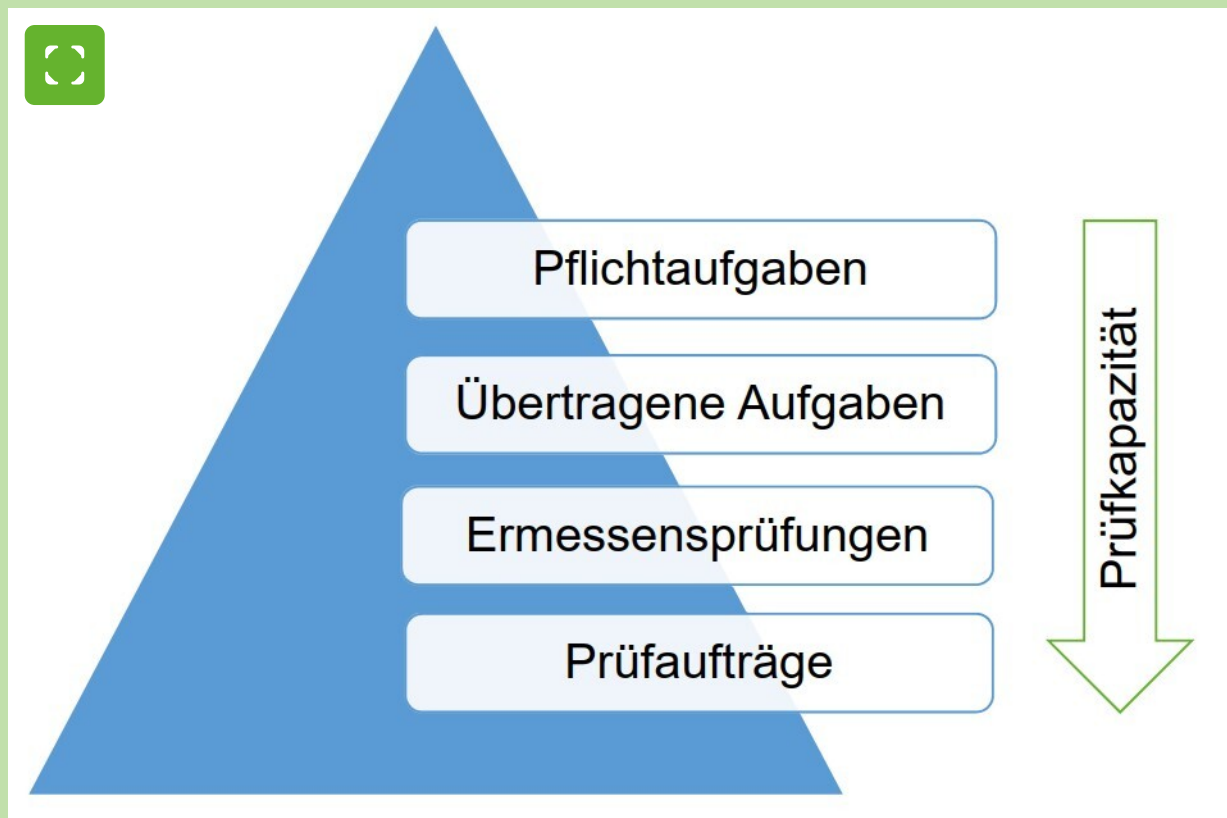 Pflichtaufgaben
Übertragene Aufgaben
Ermessensprüfungen
Prüfaufträge
Prüfkapazität